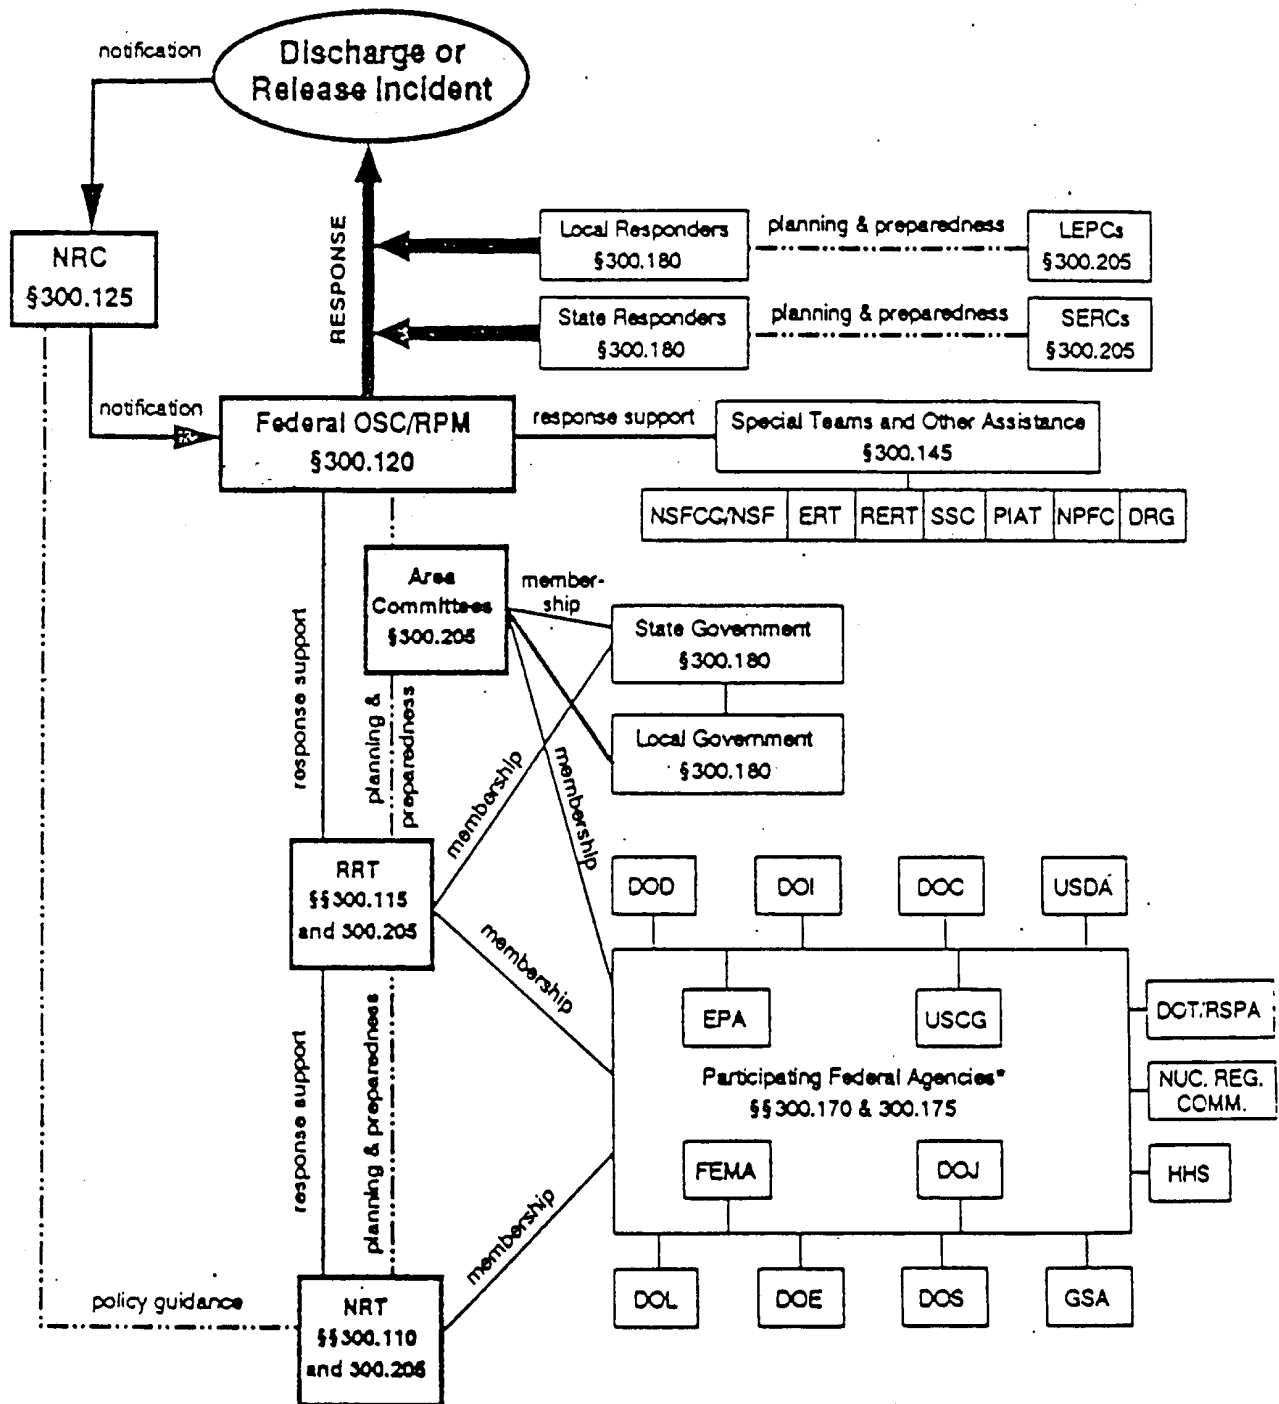 notification
Discharge or
Release Incident
RESPONSE
NRC
§300.125
Local Responders
§300.180
planning & preparedness
LEPCs
§300.205
State Responders
§300.180
planning & preparedness
SERCs
§300.205
notification
Federal OSC/RPM
§300.120
response support
Special Teams and Other Assistance
§300.145
NSFCC/NSF
ERT
RERT
SSC
PIAT
NPFC
DRG
Area
Committees
§300.205
member-
ship
State Government
§300.180
Local Government
§300.180
response support
planning &
preparedness
membership
membership
RRT
§§300.115
and 300.205
membership
DOD
DOI
DOC
USDA
EPA
USCG
Participating Federal Agencies*
§§300.170 & 300.175
FEMA
DOJ
DOT/RSPA
NUC. REG.
COMM.
HHS
response support
planning & preparedness
membership
DOL
DOE
DOS
GSA
policy guidance
NRT
§§300.110
and 300.205